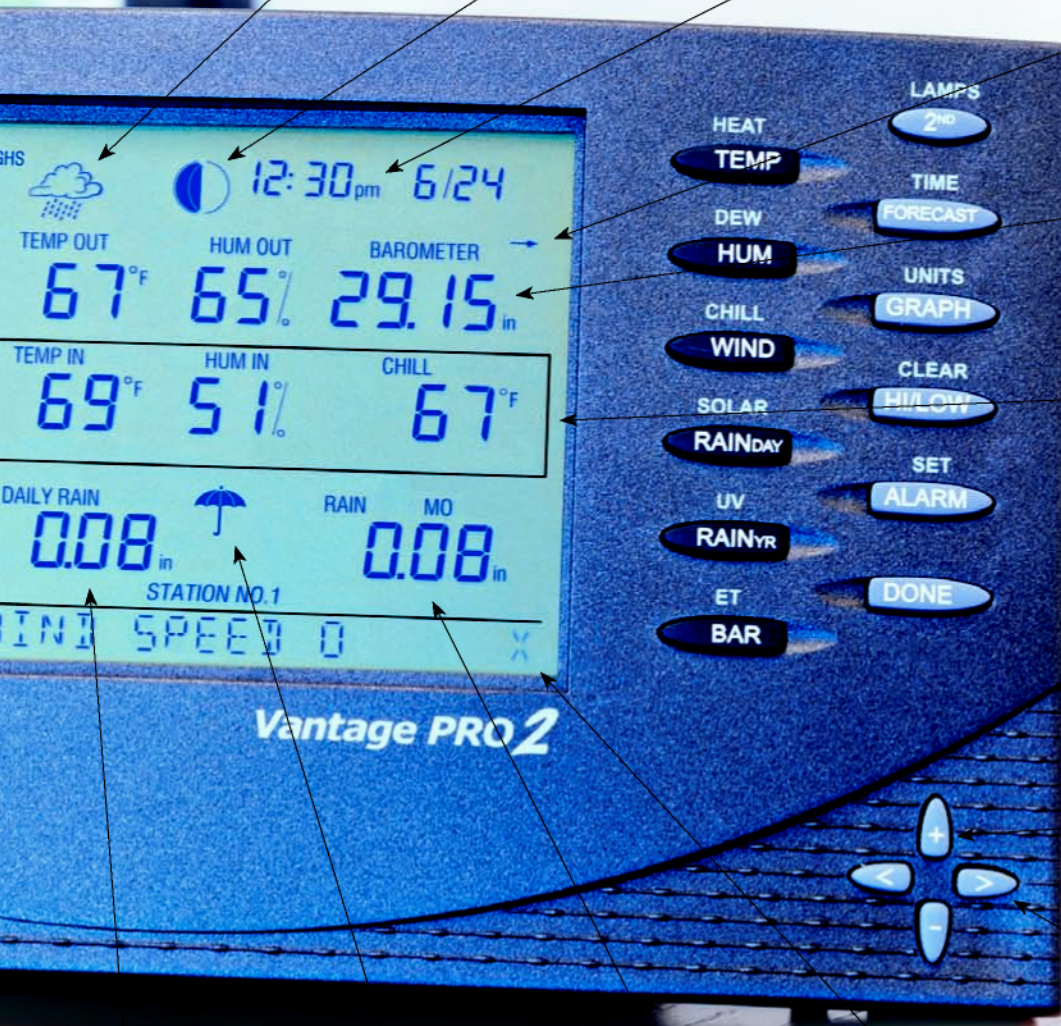 GHS
12:30pm 6/24
TEMP OUT HUM OUT BAROMETER
67°F 65% 29.15in
TEMP IN HUM IN CHILL
69°F 51% 67°F
DAILY RAIN RAIN MO
0.08in 0.08in
STATION NO.1
SPEED 0 X
Vantage PRO2
HEAT
TEMP
DEW
HUM
CHILL
WIND
SOLAR
RAINDAY
UV
RAINYR
ET
BAR
LAMPS
2ND
TIME
FORECAST
UNITS
GRAPH
CLEAR
HI/LOW
SET
ALARM
DONE
+
< >
-